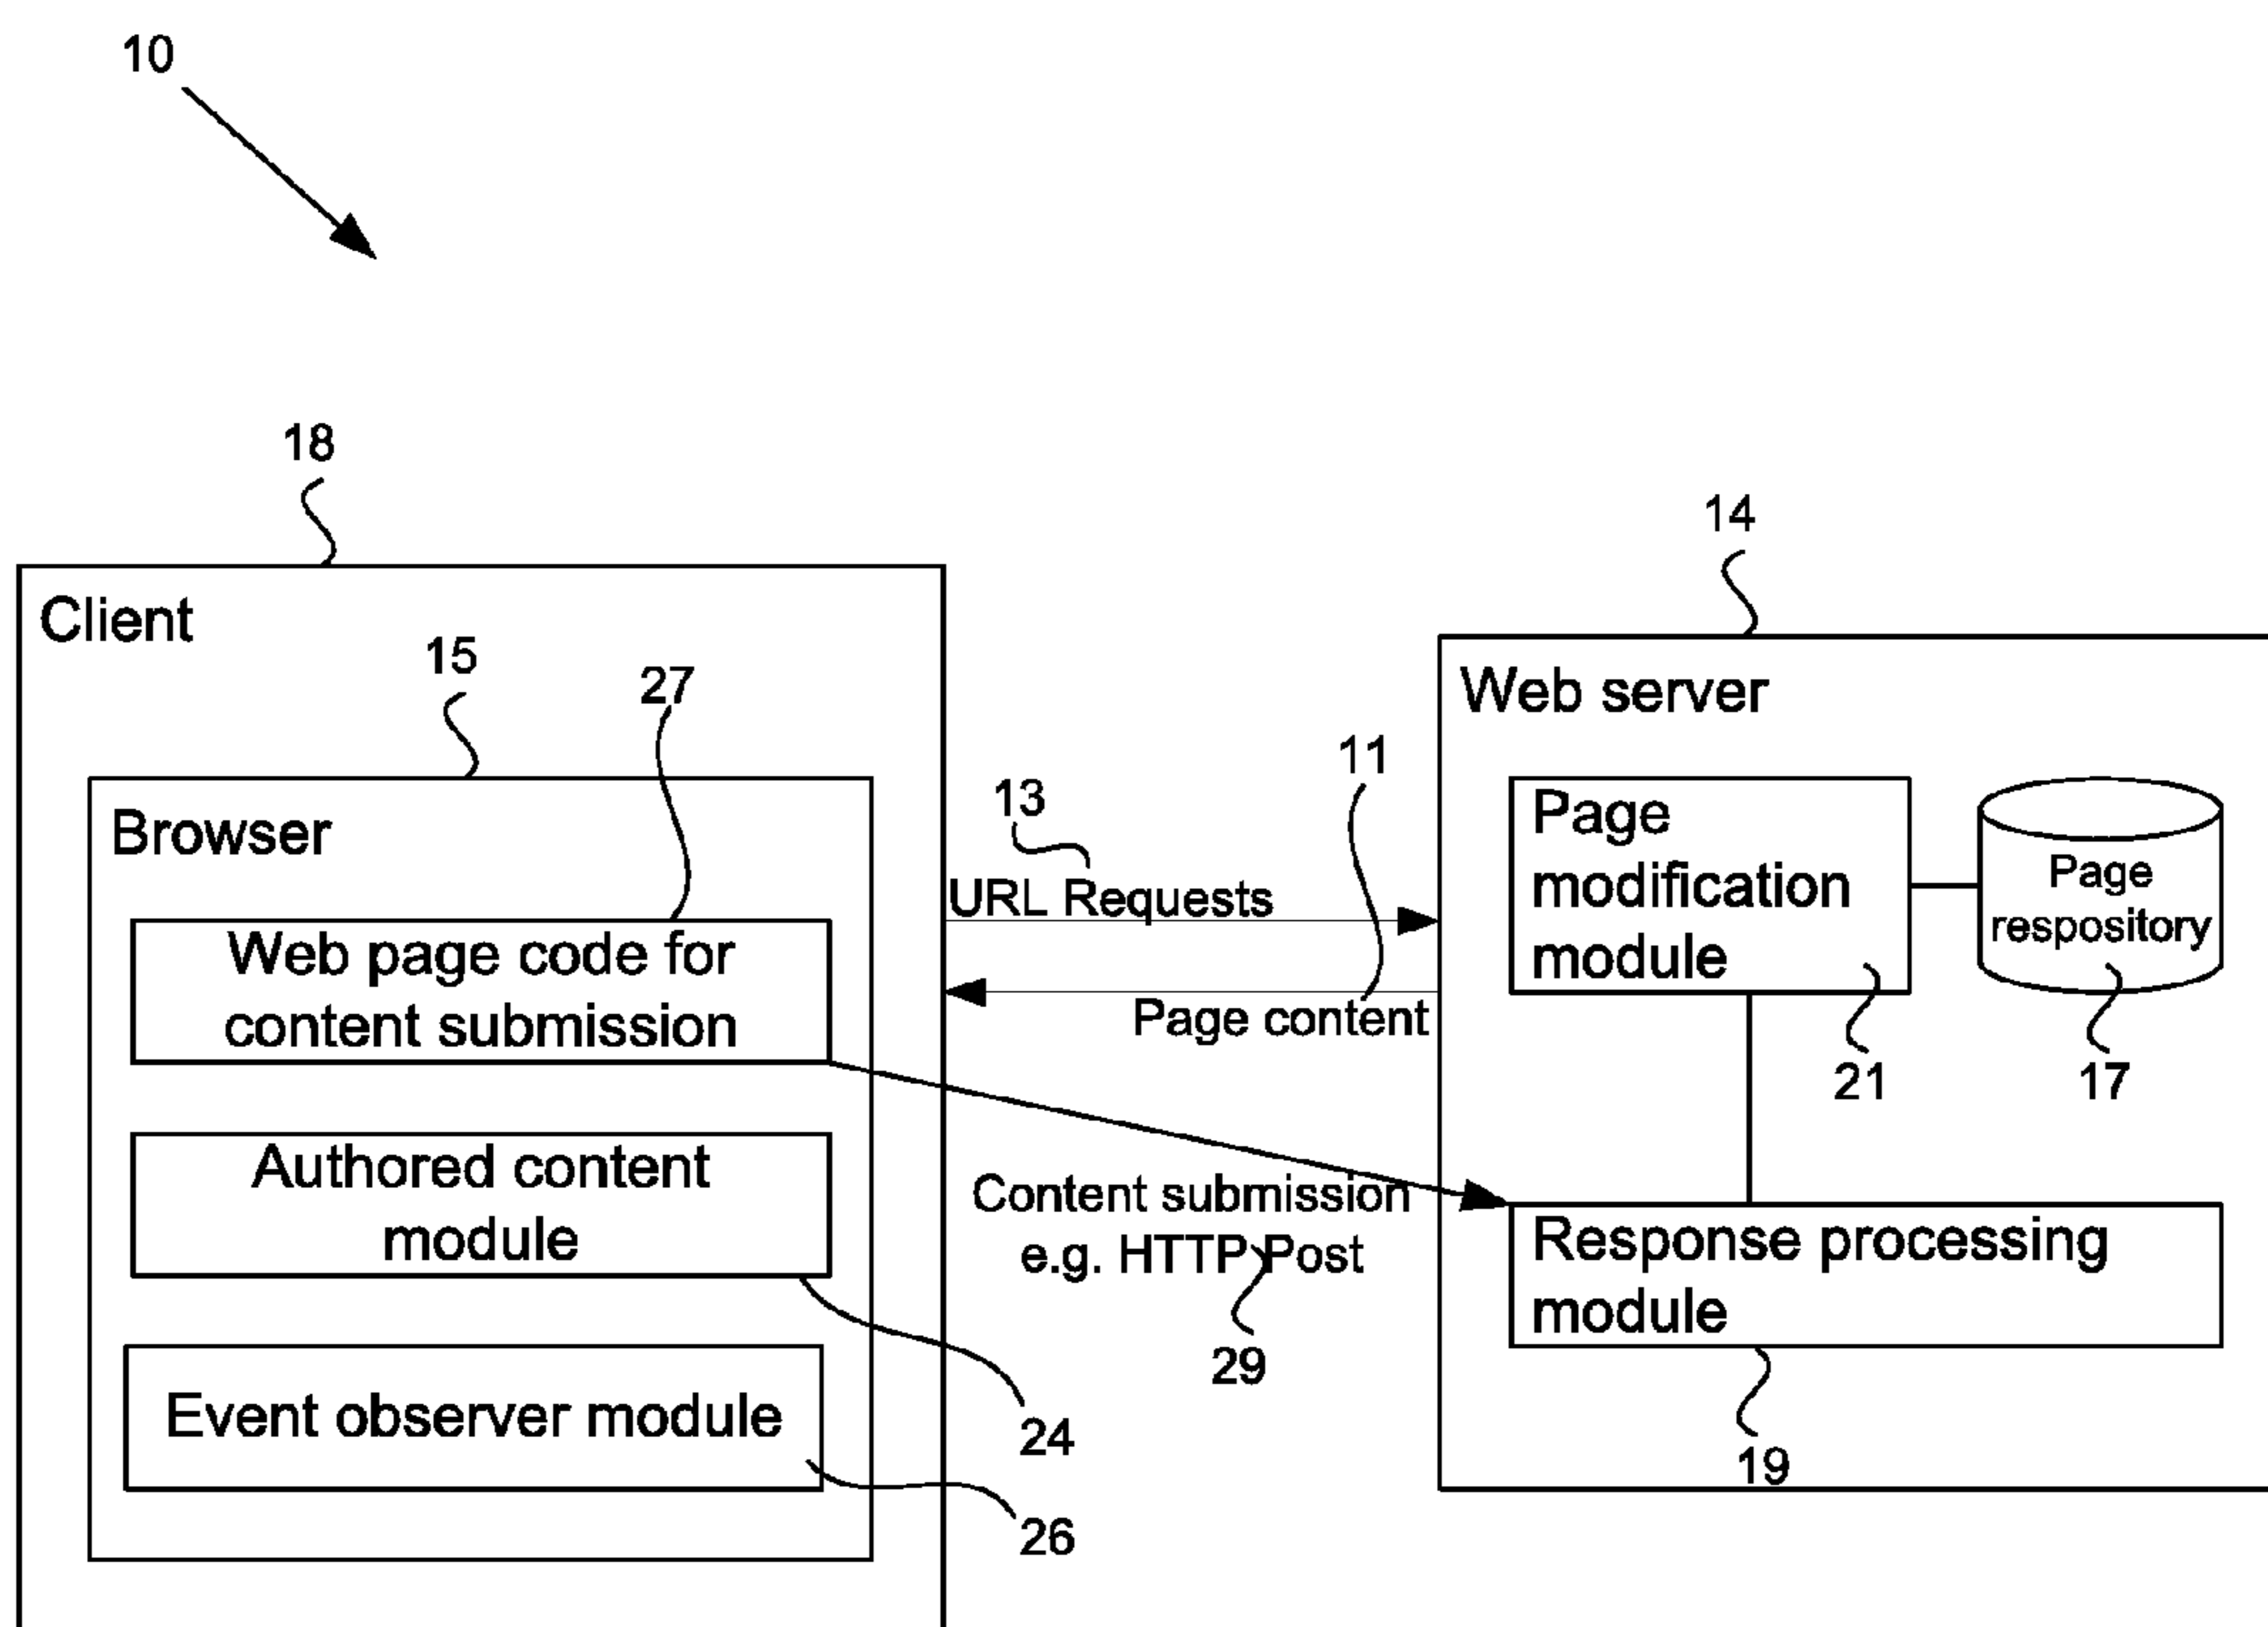 10
18
14
Client
15
27
Web server
11
13
Browser
Page
modification
module
Page
respository
URL Requests
Web page code for
content submission
Page content
21
17
Authored content
module
Content submission
e.g. HTTP Post
Response processing
module
29
Event observer module
24
19
26